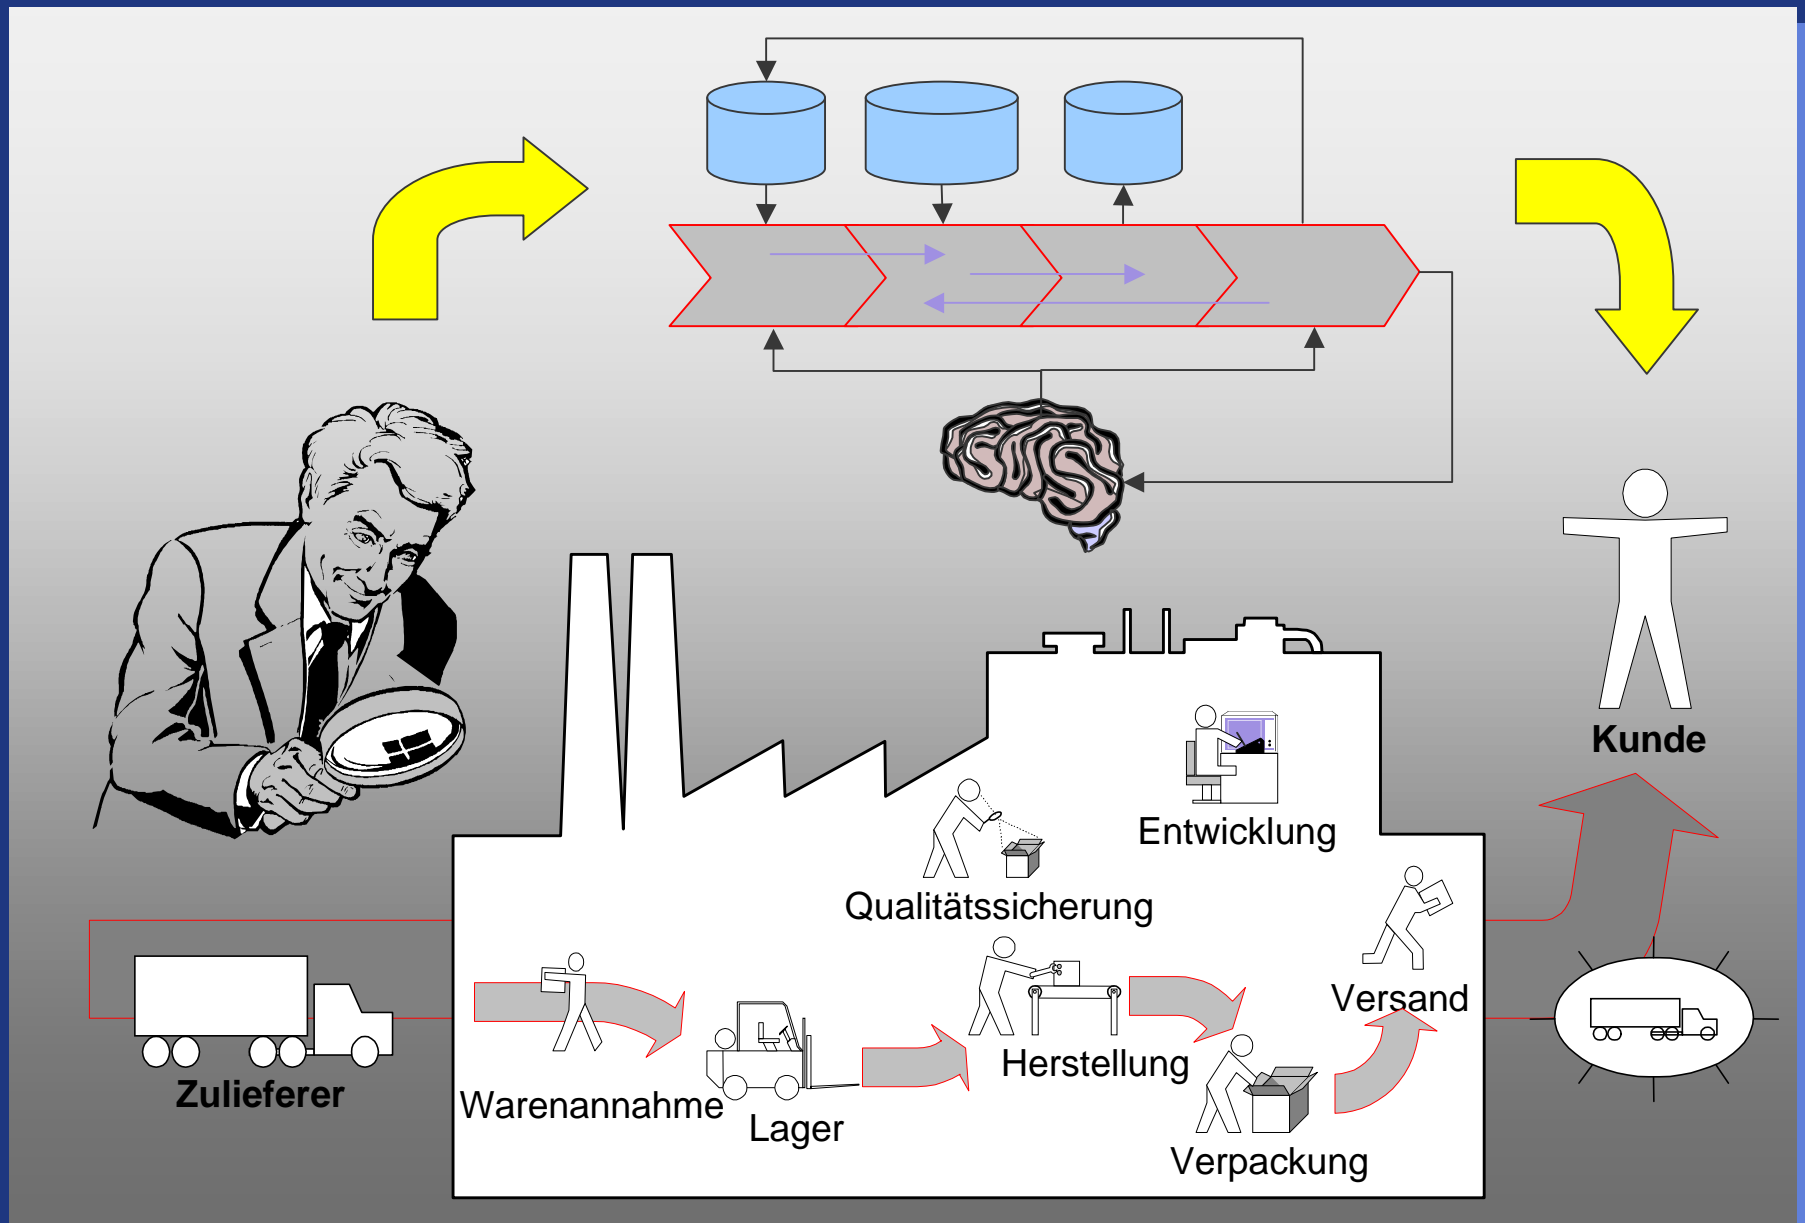 Kunde
Entwicklung
Qualitätssicherung
Versand
Herstellung
Zulieferer
Warenannahme
Lager
Verpackung